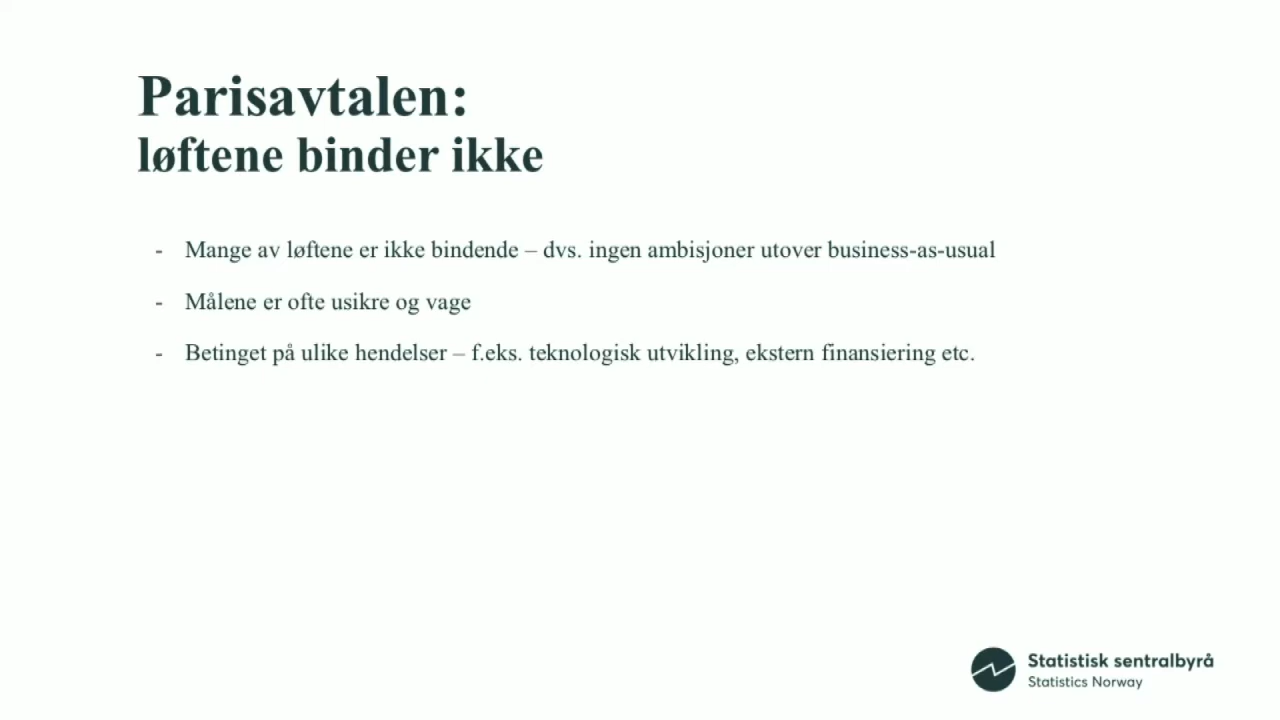 Parisavtalen:
løftene binder ikke
- Mange av løftene er ikke bindende – dvs. ingen ambisjoner utover business-as-usual
- Målene er ofte usikre og vage
- Betinget på ulike hendelser – f.eks. teknologisk utvikling, ekstern finansiering etc.
Statistisk sentralbyrå
Statistics Norway